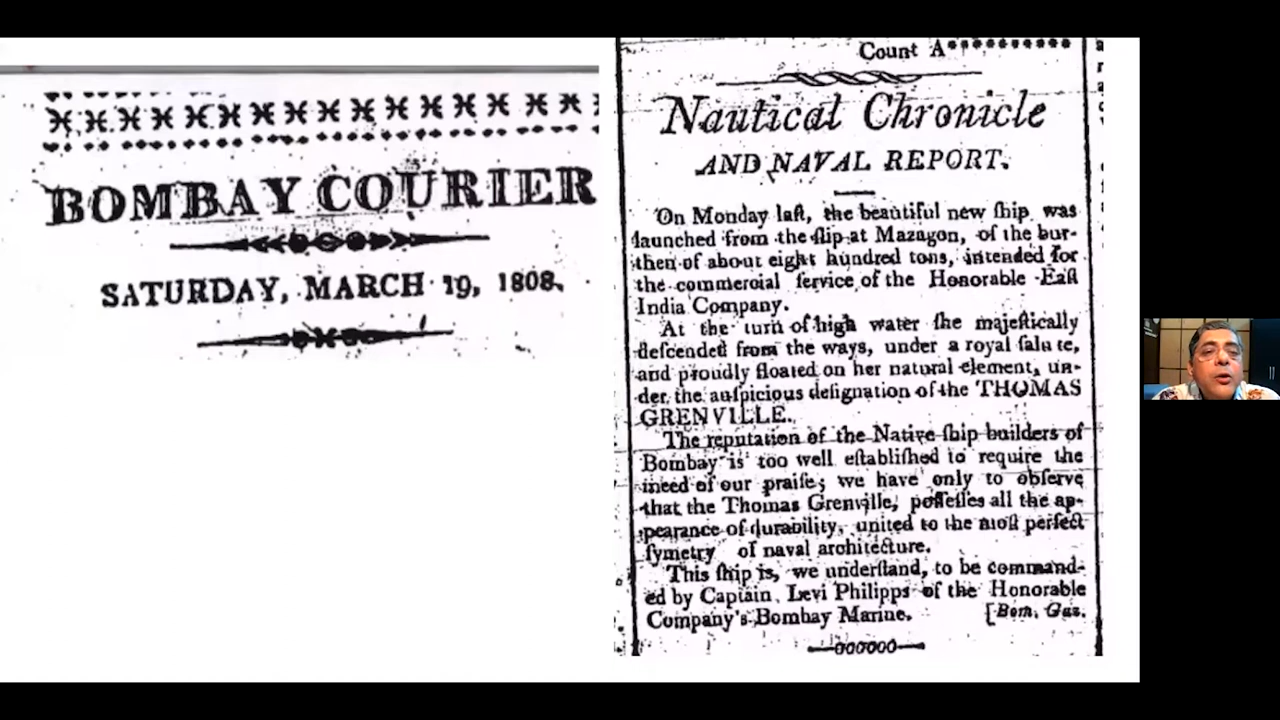 BOMBAY COURIER
SATURDAY, MARCH 19, 1808.
Count A**********
Nautical Chronicle
AND NAVAL REPORT.
On Monday laſt, the beautiful new ſhip was
launched from the ſlip at Mazagon, of the bur-
then of about eight hundred tons, intended for
the commercial ſervice of the Honorable Eaſt
India Company.
At the turn of high water ſhe majeſtically
deſcended from the ways, under a royal ſalute,
and proudly floated on her natural element, un-
der the auſpicious deſignation of the THOMAS
GRENVILLE.
The reputation of the Native ſhip builders of
Bombay is too well eſtabliſhed to require the
meed of our praiſe; we have only to obſerve
that the Thomas Grenville, poſſeſſes all the ap-
pearance of durability, united to the moſt perfect
ſymetry of naval architecture.
This ſhip is, we underſtand, to be command-
ed by Captain Levi Philipps of the Honorable
Company's Bombay Marine. [Bom. Gaz.